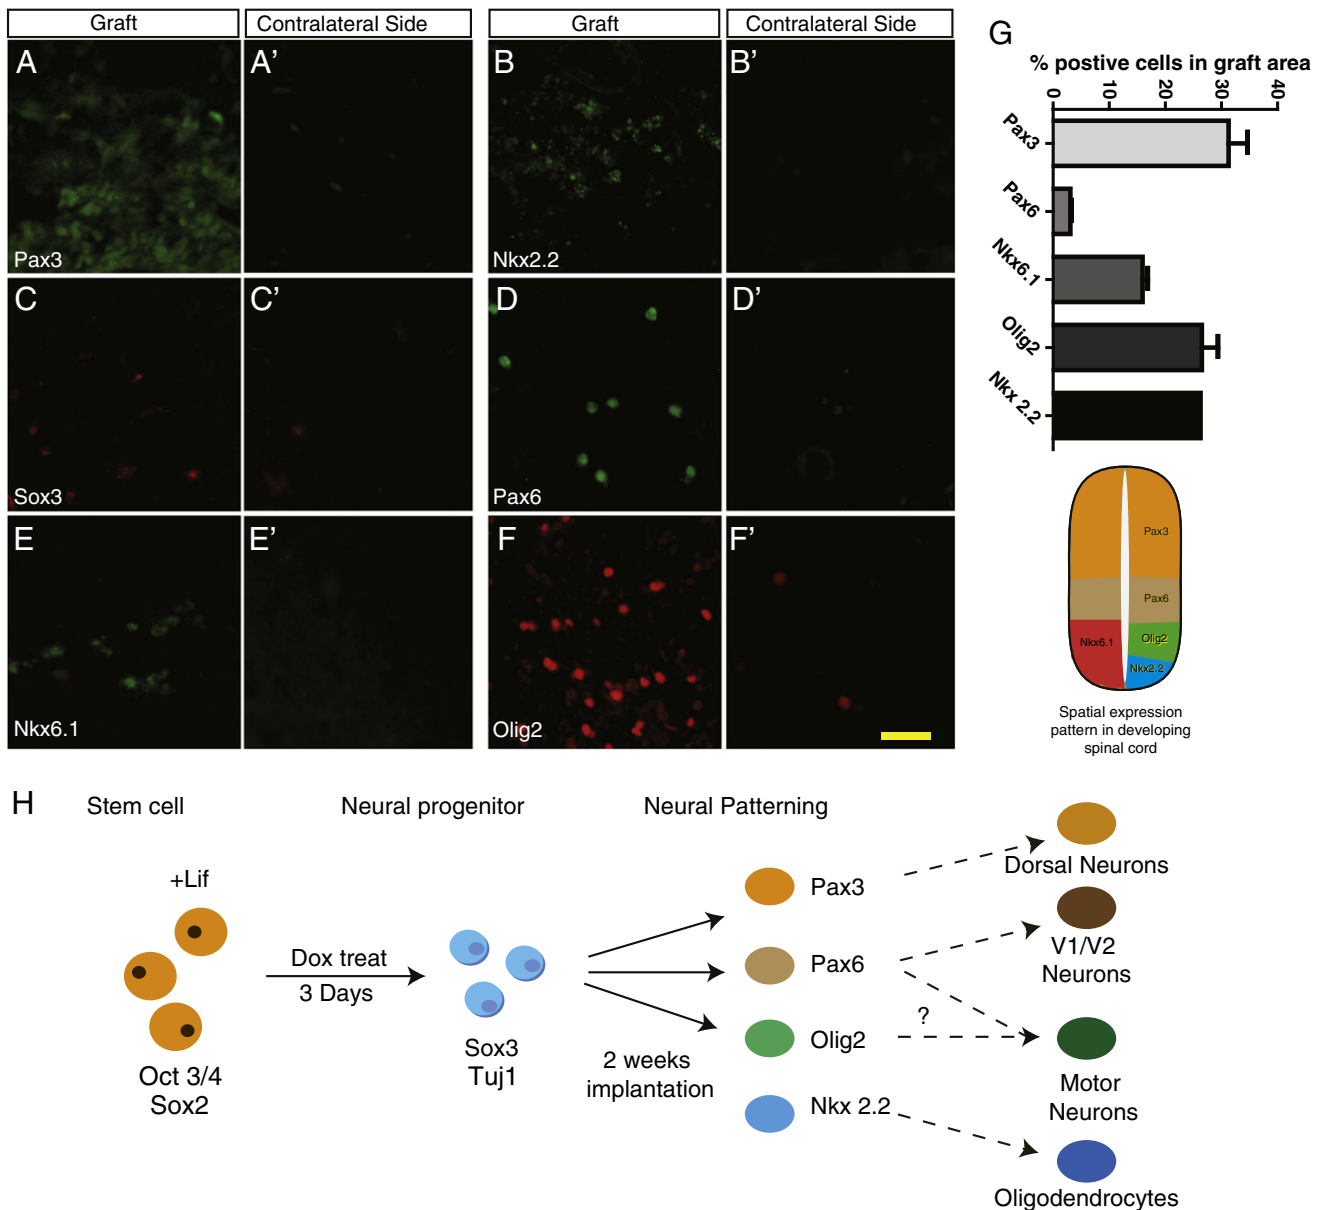 Graft
Contralateral Side
Graft
Contralateral Side
A
A’
B
B’
Pax3
Nkx2.2
C
C’
D
D’
Sox3
Pax6
E
E’
F
F’
Nkx6.1
Olig2
G
% postive cells in graft area
0 10 20 30 40
Pax3
Pax6
Nkx6.1
Olig2
Nkx 2.2
Pax3
Pax6
Nkx6.1
Olig2
Nkx2.2
Spatial expression
pattern in developing
spinal cord
H
Stem cell
Neural progenitor
Neural Patterning
+Lif
Oct 3/4
Sox2
Dox treat
3 Days
Sox3
Tuj1
2 weeks
implantation
Pax3
Pax6
Olig2
Nkx 2.2
?
Dorsal Neurons
V1/V2
Neurons
Motor
Neurons
Oligodendrocytes